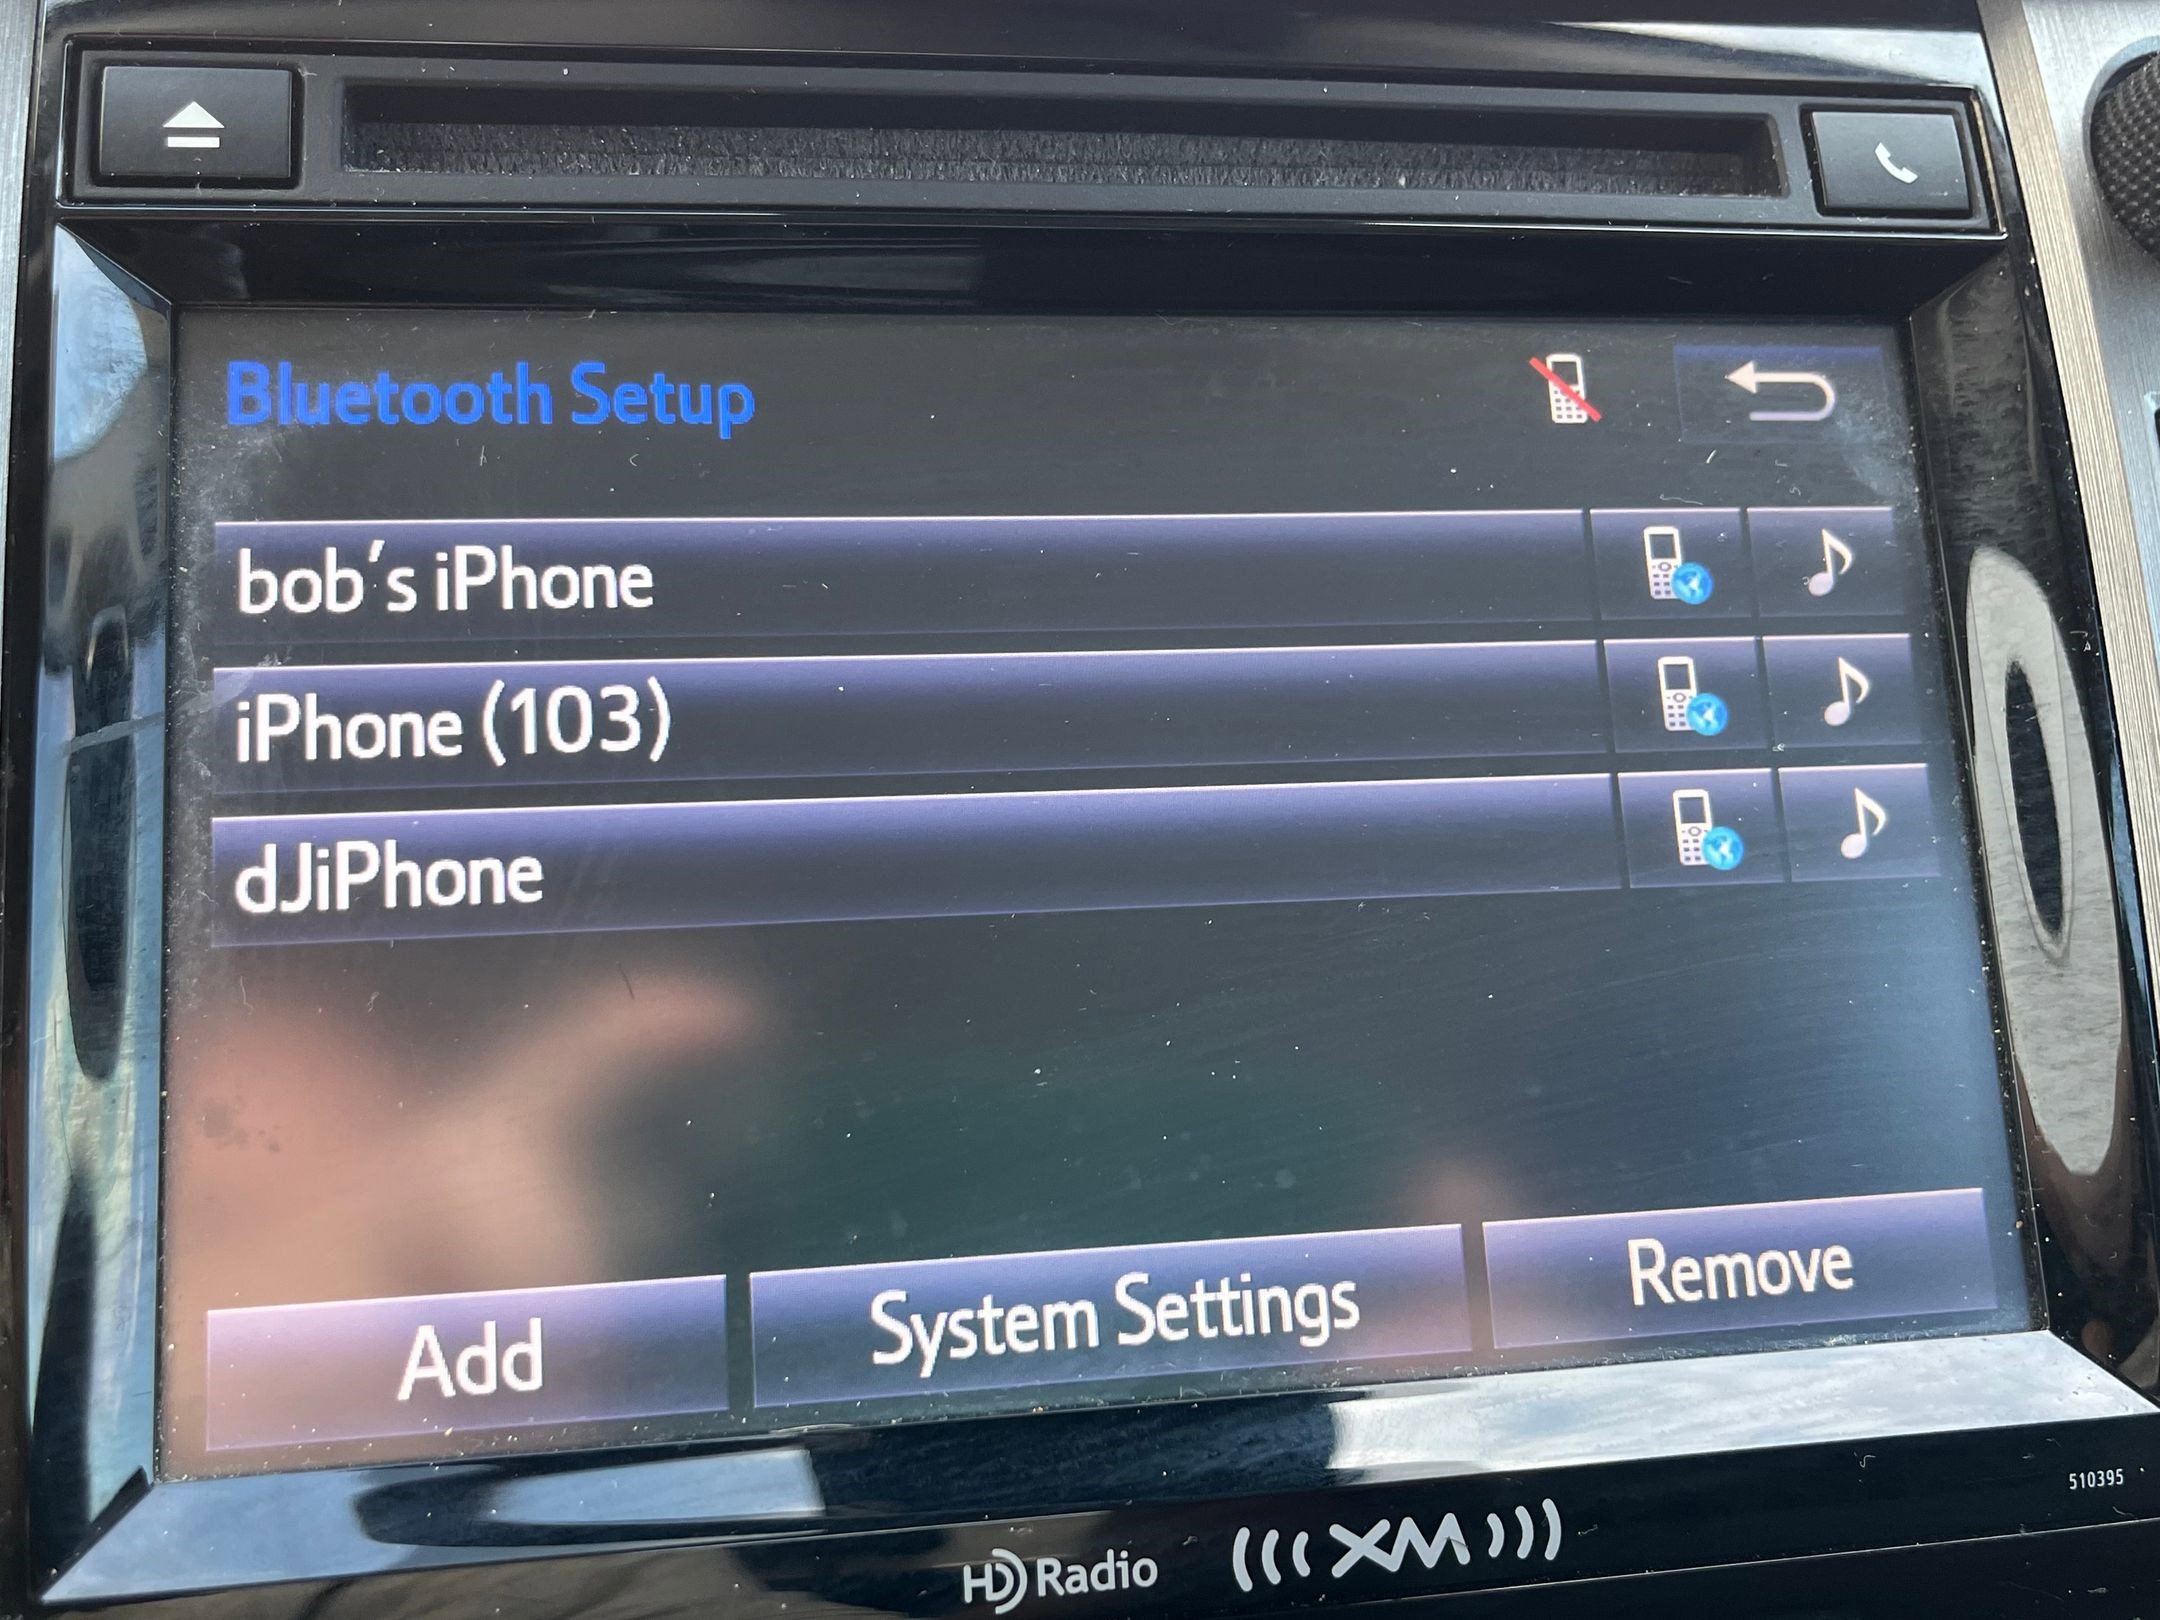 Bluetooth Setup
bob's iPhone
iPhone (103)
dJiPhone
Add
System Settings
Remove
HD Radio
XM
510395